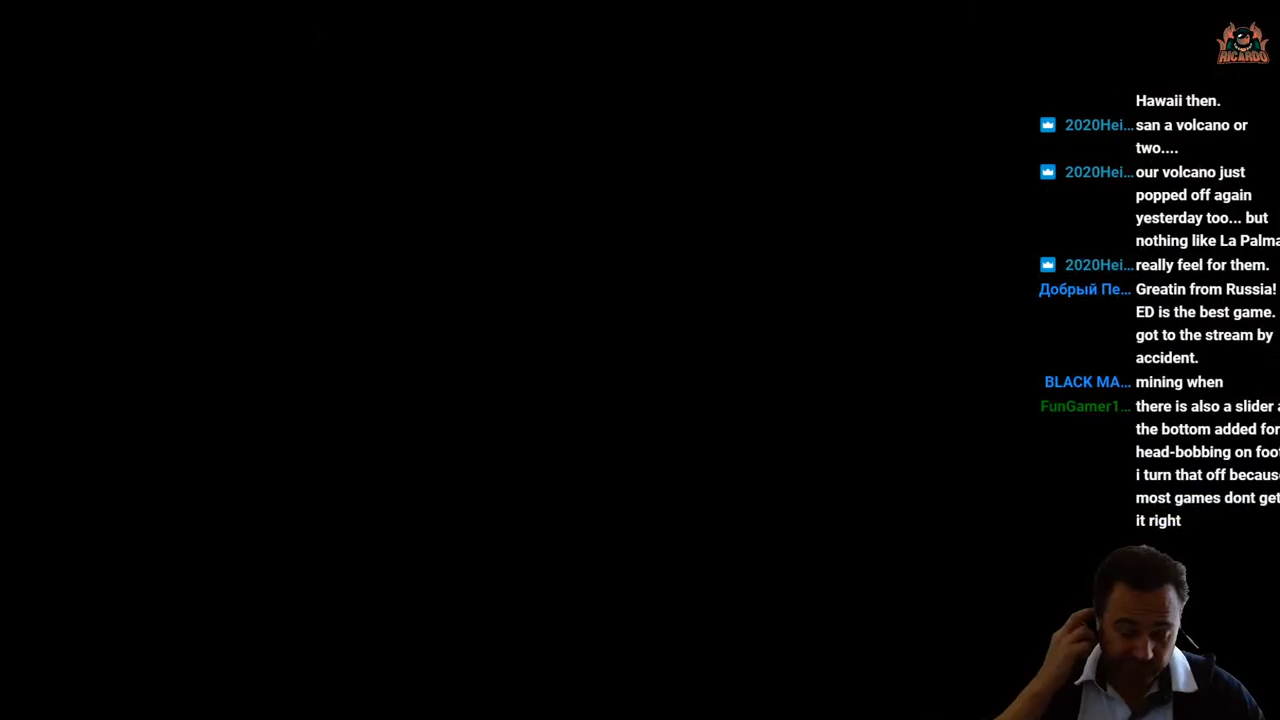 RICARDO
Hawaii then.
2020Hei... san a volcano or
two....
2020Hei... our volcano just
popped off again
yesterday too... but
nothing like La Palma
2020Hei... really feel for them.
Добрый Пе... Greatin from Russia!
ED is the best game.
got to the stream by
accident.
BLACK MA... mining when
FunGamer1... there is also a slider a
the bottom added for
head-bobbing on foot
i turn that off because
most games dont get
it right